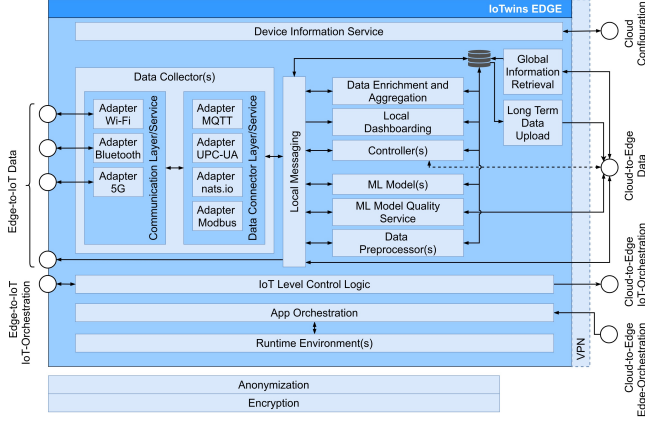 IoTwins EDGE
Device Information Service
Cloud
Configuration
Data Collector(s)
Adapter
Wi-Fi
Adapter
Bluetooth
Adapter
5G
Communication Layer/Service
Adapter
MQTT
Adapter
UPC-UA
Adapter
nats.io
Adapter
Modbus
Data Connector Layer/Service
Local Messaging
Data Enrichment and
Aggregation
Local
Dashboarding
Controller(s)
ML Model(s)
ML Model Quality
Service
Data
Preprocessor(s)
Global
Information
Retrieval
Long Term
Data
Upload
Edge-to-IoT Data
Cloud-to-Edge
Data
Edge-to-IoT
IoT-Orchestration
IoT Level Control Logic
Cloud-to-Edge
IoT-Orchestration
App Orchestration
Runtime Environment(s)
VPN
Cloud-to-Edge
Edge-Orchestration
Anonymization
Encryption